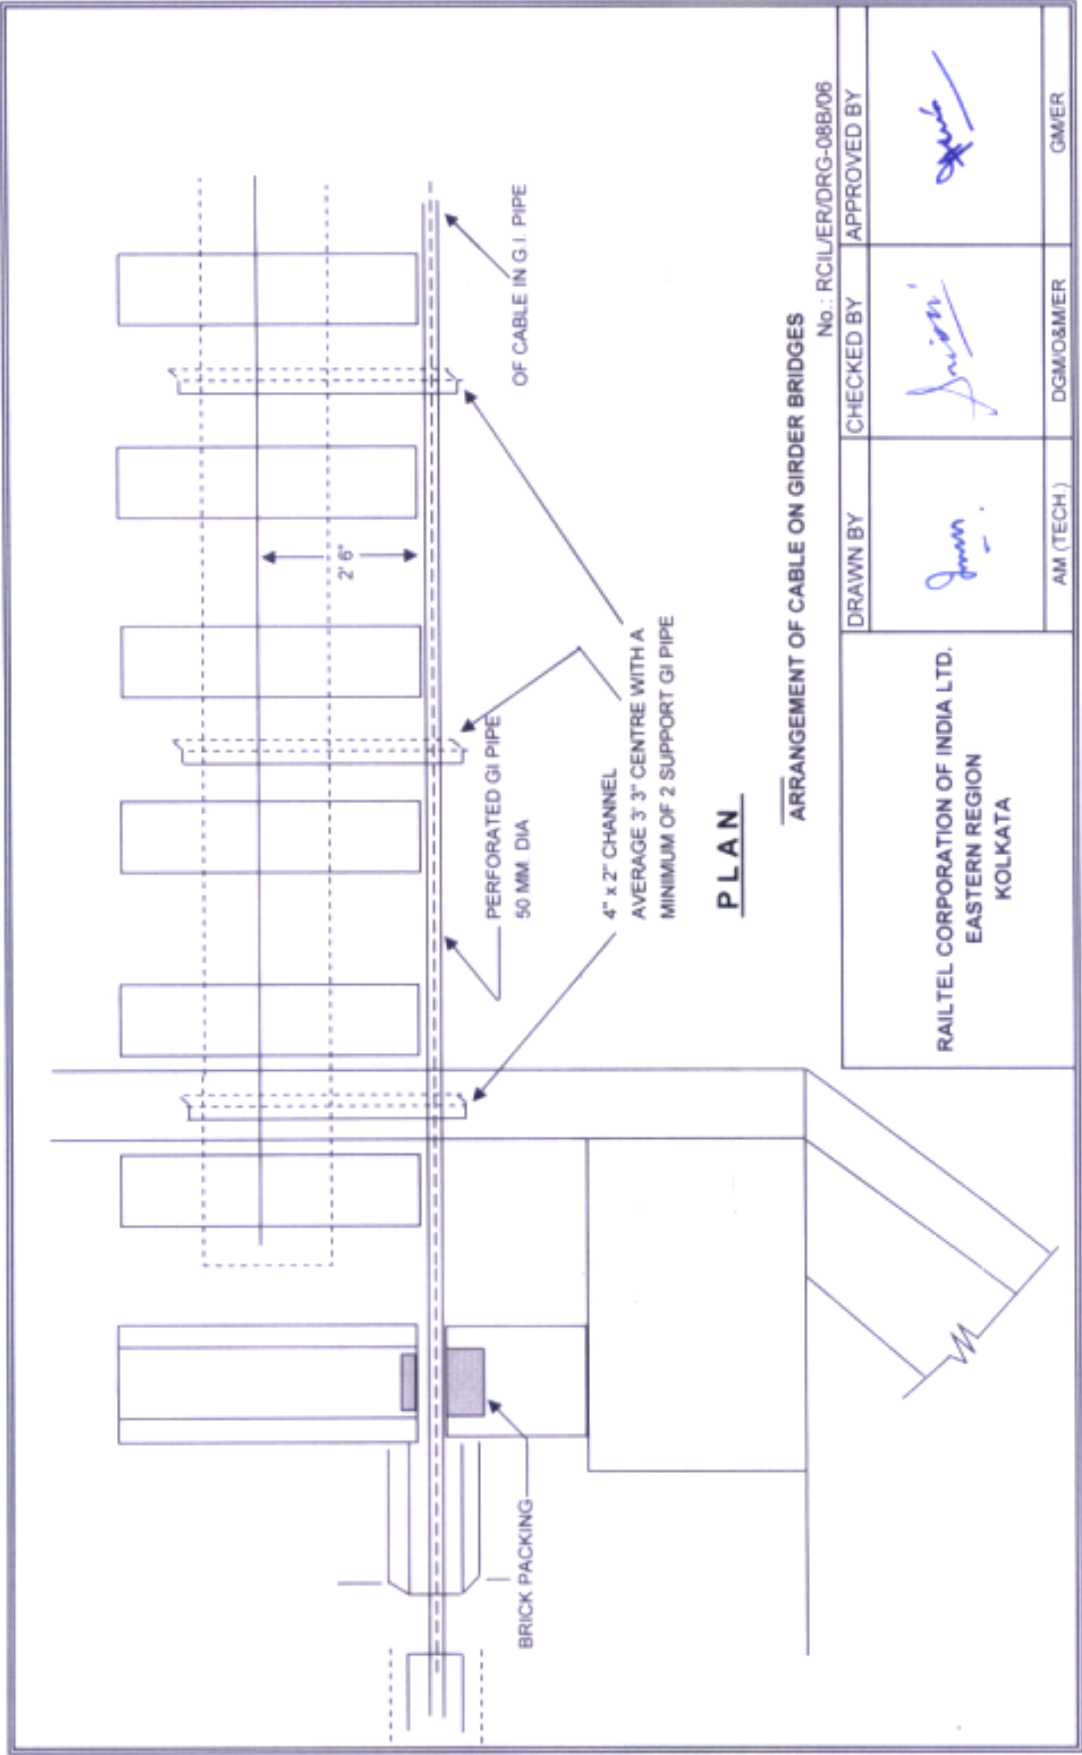 OF CABLE IN G.I. PIPE
2' 6"
PERFORATED GI PIPE
50 MM. DIA
4" x 2" CHANNEL
AVERAGE 3' 3" CENTRE WITH A
MINIMUM OF 2 SUPPORT GI PIPE
BRICK PACKING
PLAN
ARRANGEMENT OF CABLE ON GIRDER BRIDGES
No.: RCIL/ER/DRG-08B/06
RAILTEL CORPORATION OF INDIA LTD.
EASTERN REGION
KOLKATA
DRAWN BY
CHECKED BY
APPROVED BY
AM (TECH.)
DGM/O&M/ER
GM/ER